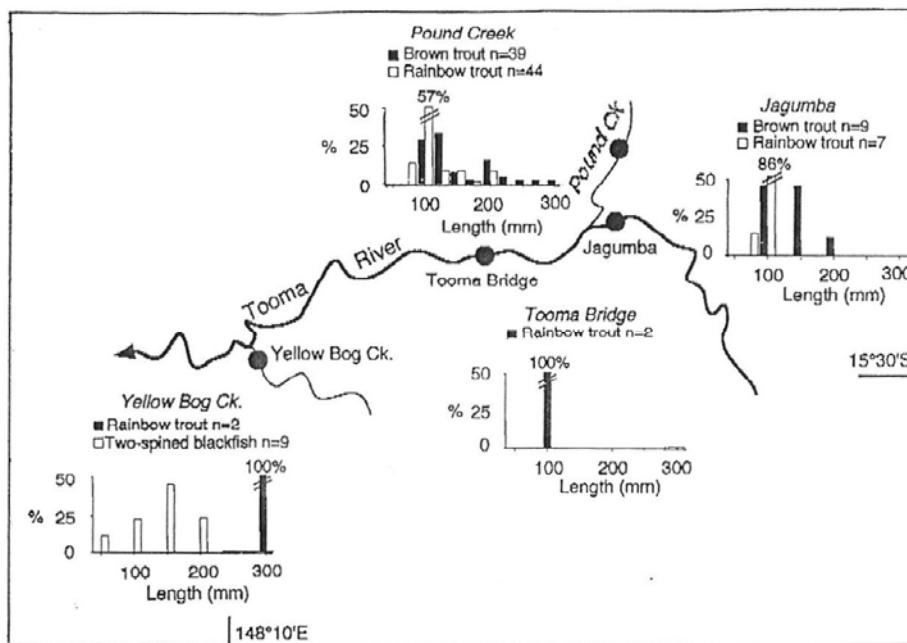 Pound Creek
■ Brown trout n=39
□ Rainbow trout n=44
57%
50
25
0
%
100 200 300
Length (mm)
Pound Ck.
Jagumba
■ Brown trout n=9
□ Rainbow trout n=7
86%
50
25
0
%
100 200 300
Length (mm)
Jagumba
Tooma River
Tooma Bridge
Yellow Bog Ck.
Tooma Bridge
■ Rainbow trout n=2
100%
50
25
0
%
100 200 300
Length (mm)
15°30'S
Yellow Bog Ck.
■ Rainbow trout n=2
□ Two-spined blackfish n=9
100%
50
25
0
%
100 200 300
Length (mm)
148°10'E